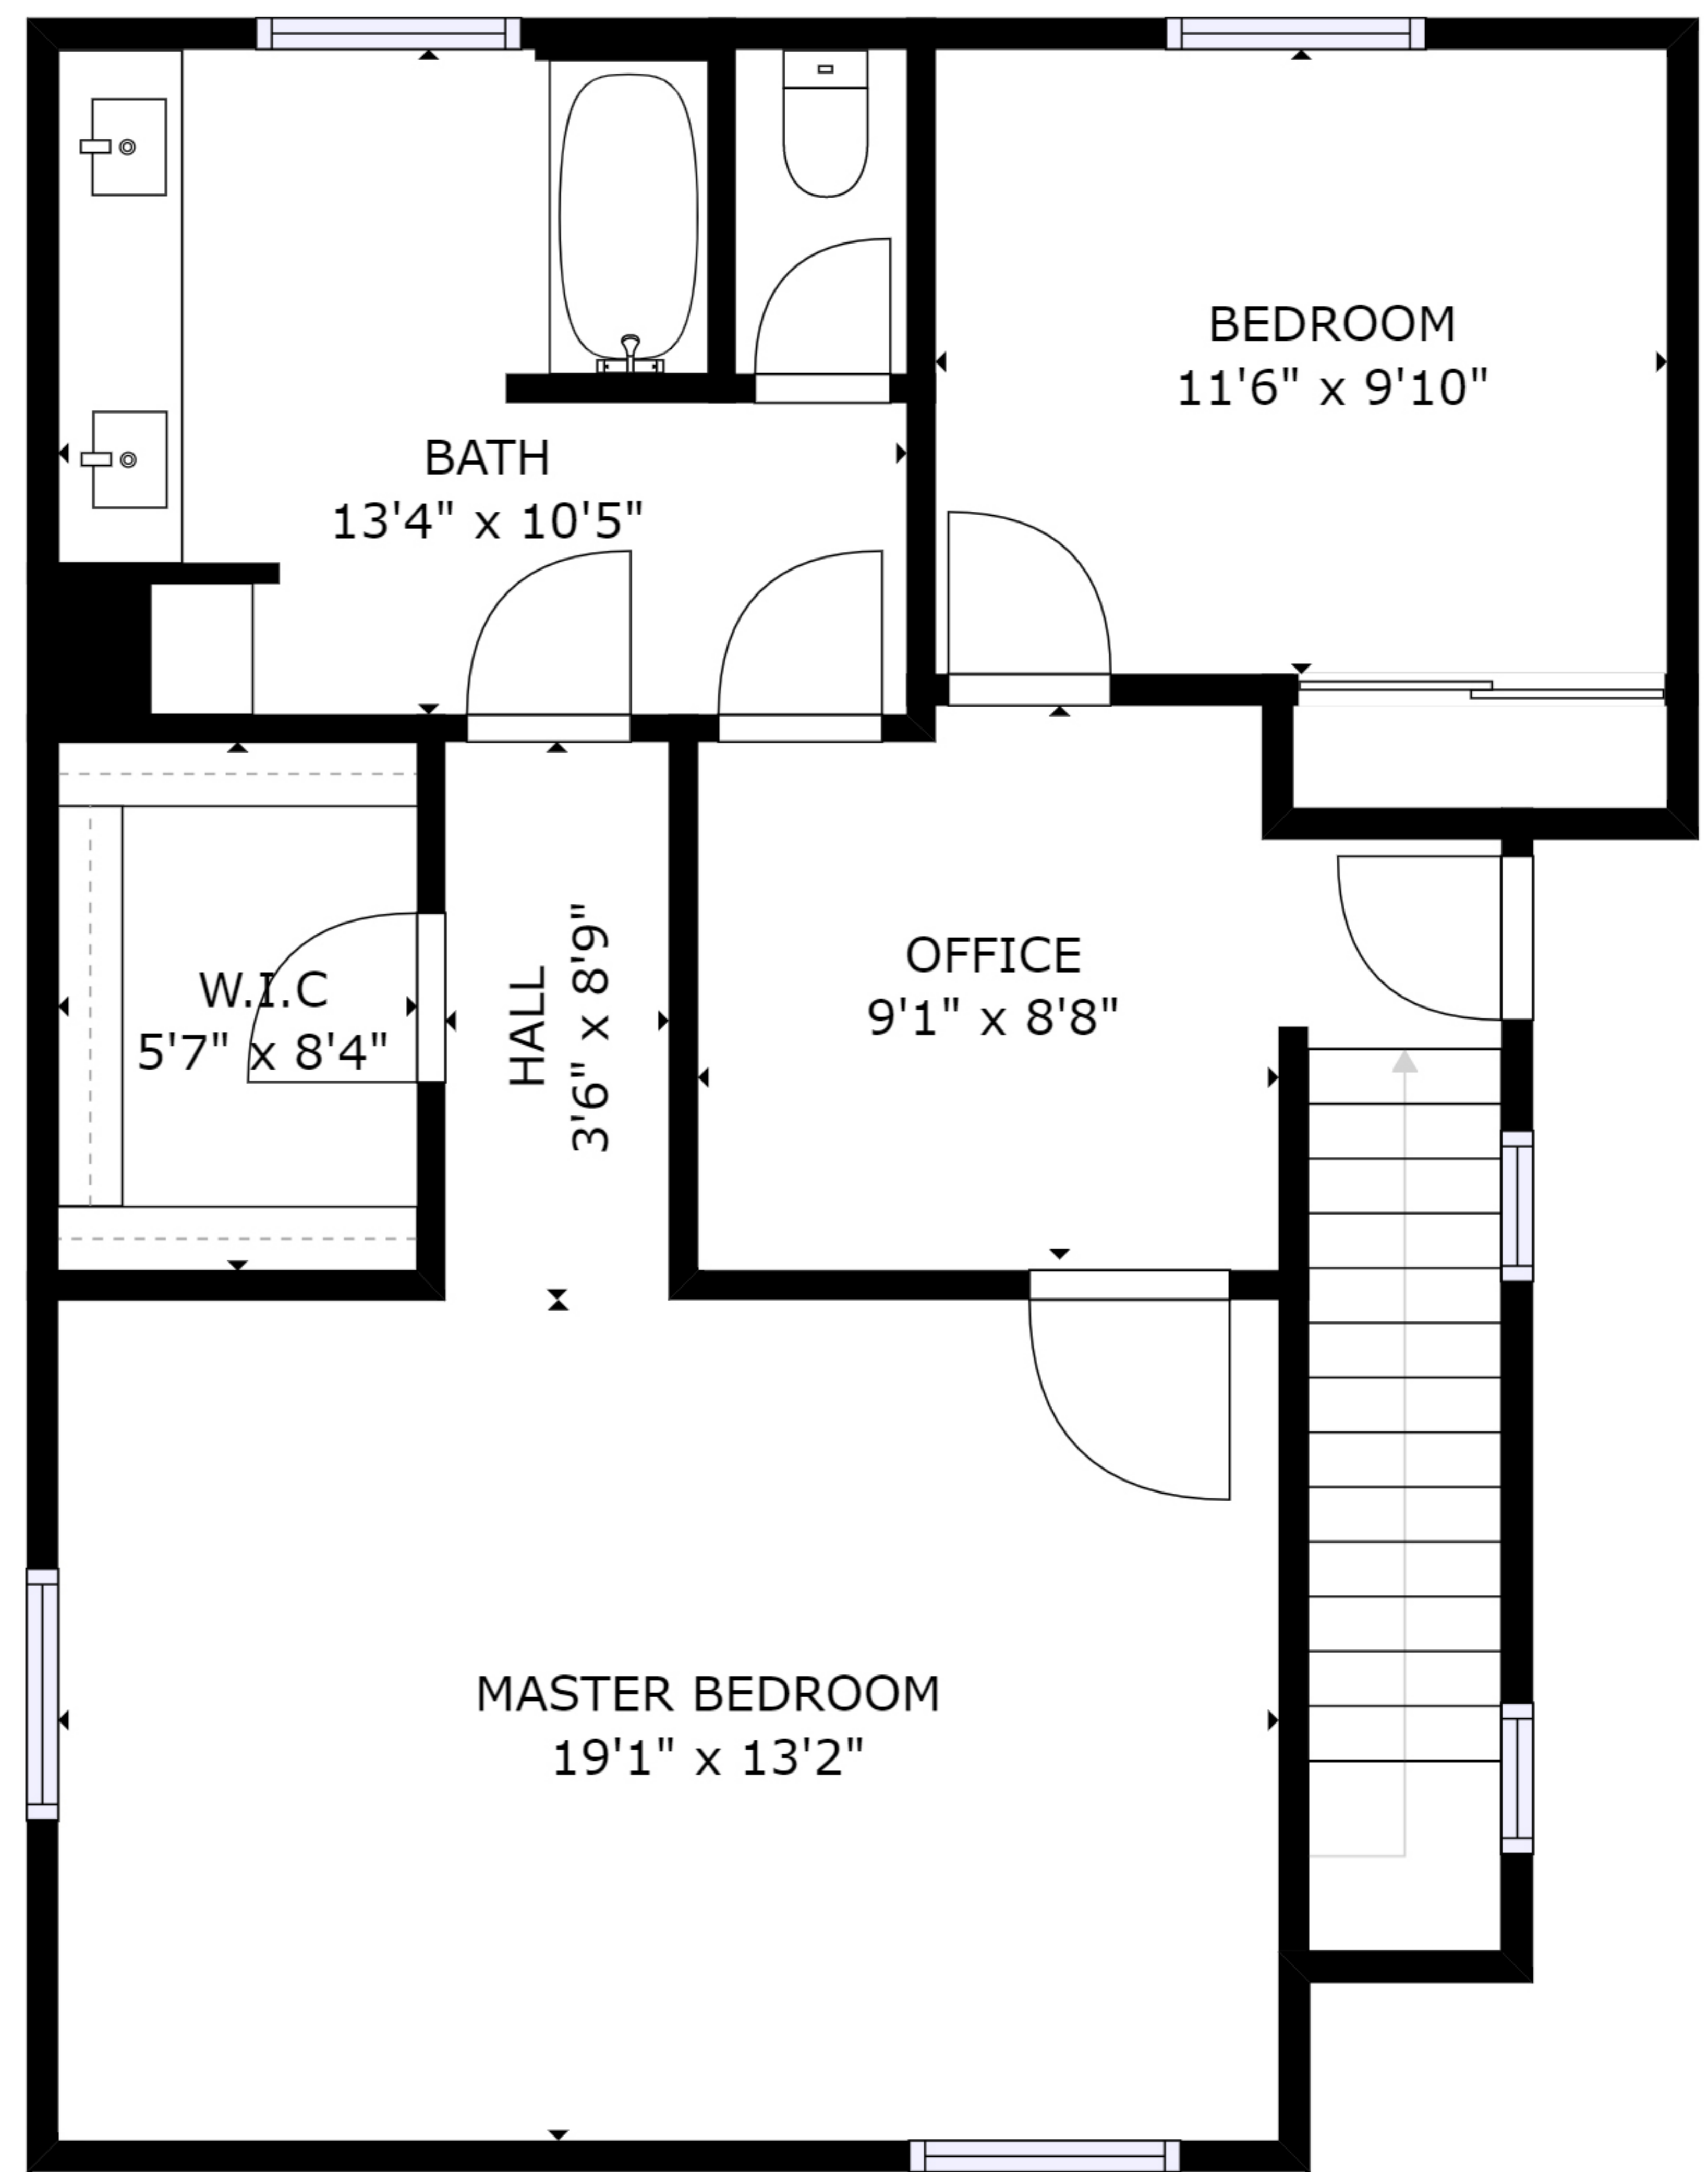 BEDROOM
11'6" x 9'10"
BATH
13'4" x 10'5"
OFFICE
9'1" x 8'8"
W.I.C
5'7" x 8'4"
HALL
3'6" x 8'9"
MASTER BEDROOM
19'1" x 13'2"